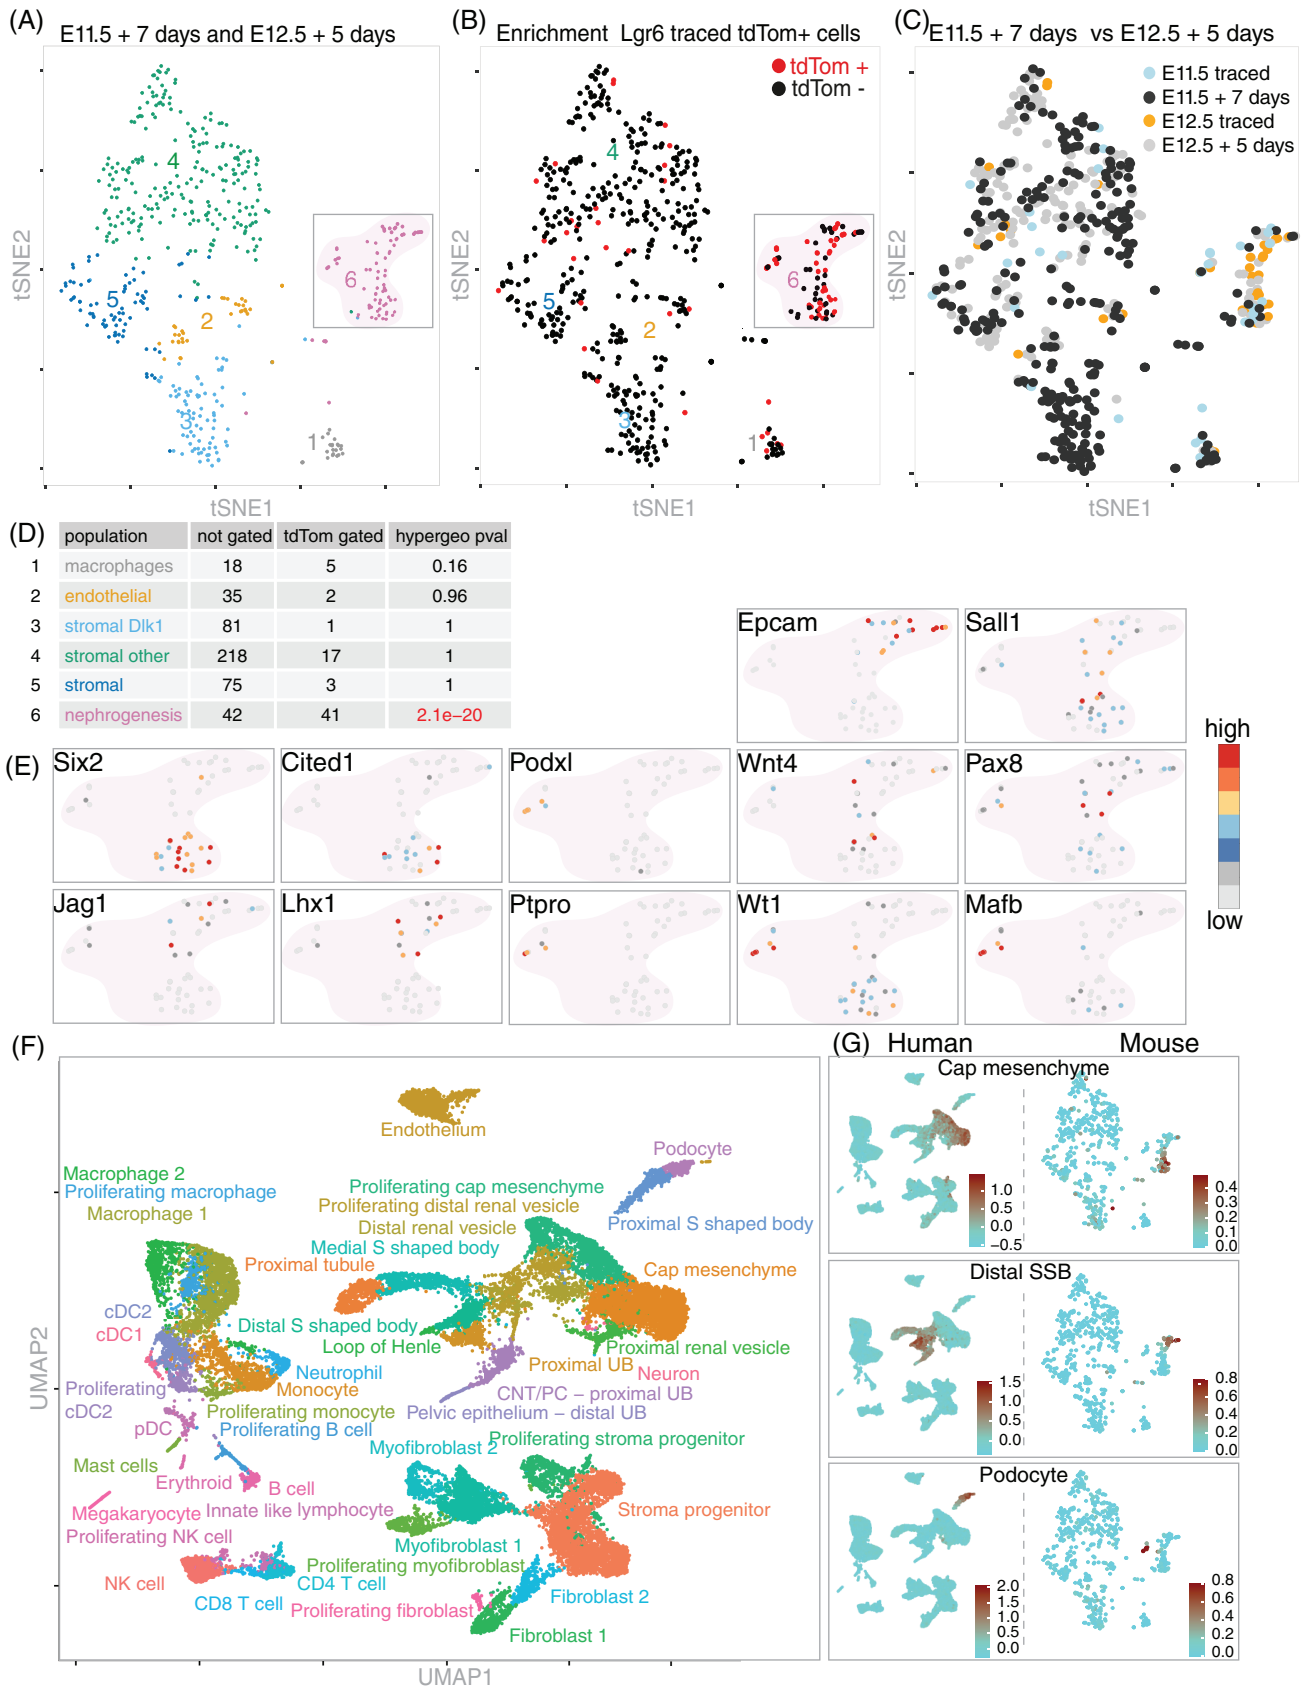 (A)
E11.5 + 7 days and E12.5 + 5 days
(B)
Enrichment Lgr6 traced tdTom+ cells
(C)
E11.5 + 7 days vs E12.5 + 5 days
tdTom +
tdTom -
E11.5 traced
E11.5 + 7 days
E12.5 traced
E12.5 + 5 days
4
5
2
6
3
1
tSNE2
tSNE1
4
5
2
6
3
1
tSNE2
tSNE1
tSNE2
tSNE1
(D)
population not gated tdTom gated hypergeo pval
1 macrophages 18 5 0.16
2 endothelial 35 2 0.96
3 stromal Dlk1 81 1 1
4 stromal other 218 17 1
5 stromal 75 3 1
6 nephrogenesis 42 41 2.1e−20
(E)
Epcam
Sall1
Six2
Cited1
Podxl
Wnt4
Pax8
Jag1
Lhx1
Ptpro
Wt1
Mafb
high
low
(F)
Endothelium
Podocyte
Macrophage 2
Proliferating macrophage
Macrophage 1
Proliferating cap mesenchyme
Proliferating distal renal vesicle
Distal renal vesicle
Proximal S shaped body
Medial S shaped body
Proximal tubule
Cap mesenchyme
cDC2
cDC1
Distal S shaped body
Loop of Henle
Proximal renal vesicle
Proximal UB
Neuron
Neutrophil
Monocyte
Proliferating
cDC2
CNT/PC − proximal UB
Pelvic epithelium − distal UB
Proliferating monocyte
pDC
Proliferating B cell
Myofibroblast 2
Proliferating stroma progenitor
Mast cells
Erythroid
B cell
Megakaryocyte
Innate like lymphocyte
Stroma progenitor
Proliferating NK cell
Myofibroblast 1
Proliferating myofibroblast
NK cell
CD4 T cell
CD8 T cell
Proliferating fibroblast
Fibroblast 2
Fibroblast 1
UMAP2
UMAP1
(G)
Human
Mouse
Cap mesenchyme
1.0
0.5
0.0
−0.5
0.4
0.3
0.2
0.1
0.0
Distal SSB
1.5
1.0
0.5
0.0
0.8
0.6
0.4
0.2
0.0
Podocyte
2.0
1.5
1.0
0.5
0.0
0.8
0.6
0.4
0.2
0.0